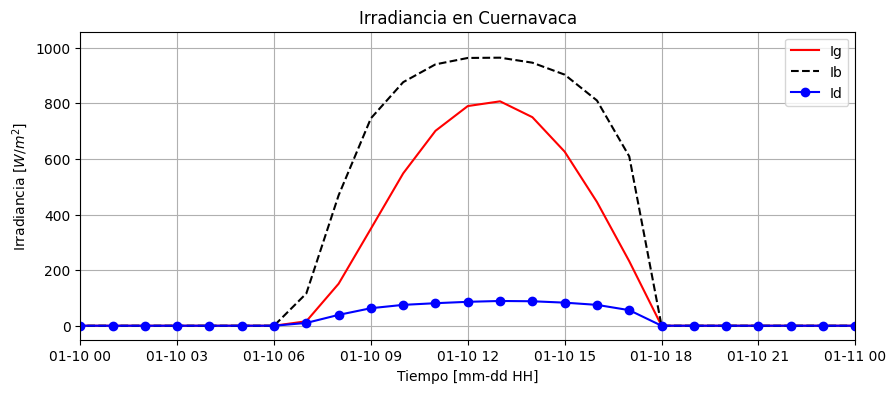 Irradiancia en Cuernavaca
Irradiancia [$W/m^2$]
1000
800
600
400
200
0
Ig
Ib
Id
01-10 00
01-10 03
01-10 06
01-10 09
01-10 12
01-10 15
01-10 18
01-10 21
01-11 00
Tiempo [mm-dd HH]